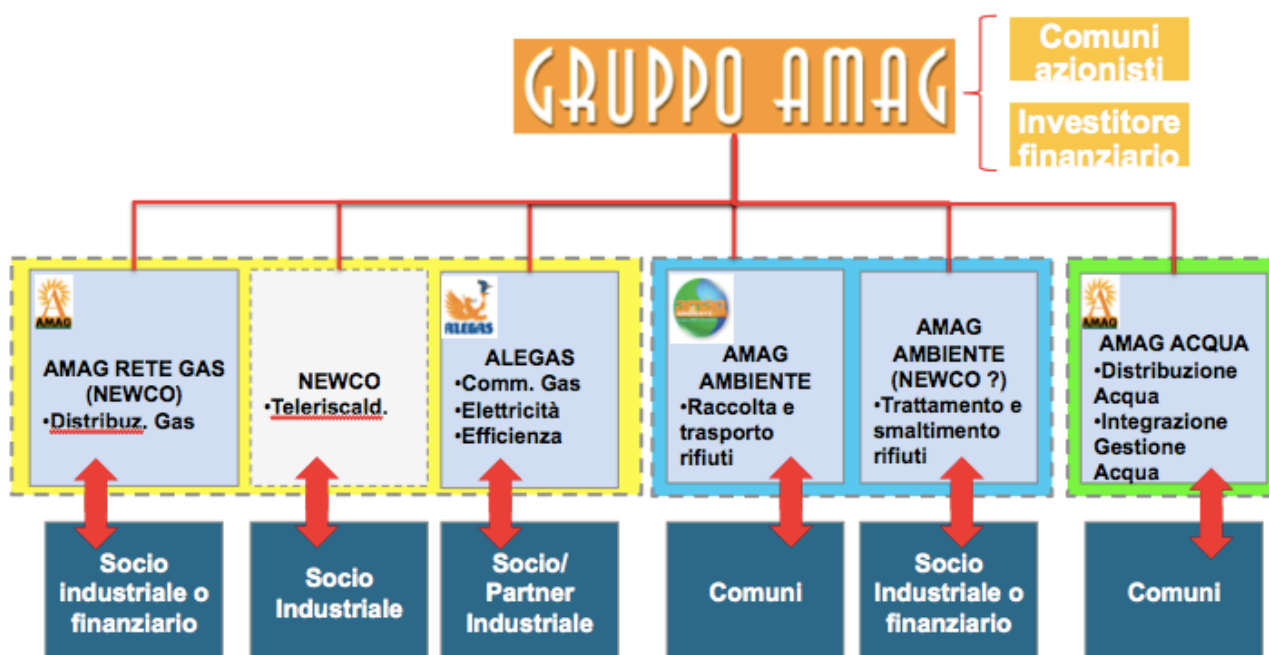 GRUPPO AMAG
Comuni
azionisti
Investitore
finanziario
AMAG
AMAG RETE GAS
(NEWCO)
•Distribuz. Gas
NEWCO
•Teleriscald.
ALEGAS
ALEGAS
•Comm. Gas
•Elettricità
•Efficienza
amag
AMAG
AMBIENTE
•Raccolta e
trasporto
rifiuti
AMAG
AMBIENTE
(NEWCO ?)
•Trattamento e
smaltimento
rifiuti
AMAG
AMAG ACQUA
•Distribuzione
Acqua
•Integrazione
Gestione
Acqua
Socio
industriale o
finanziario
Socio
Industriale
Socio/
Partner
Industriale
Comuni
Socio
Industriale o
finanziario
Comuni